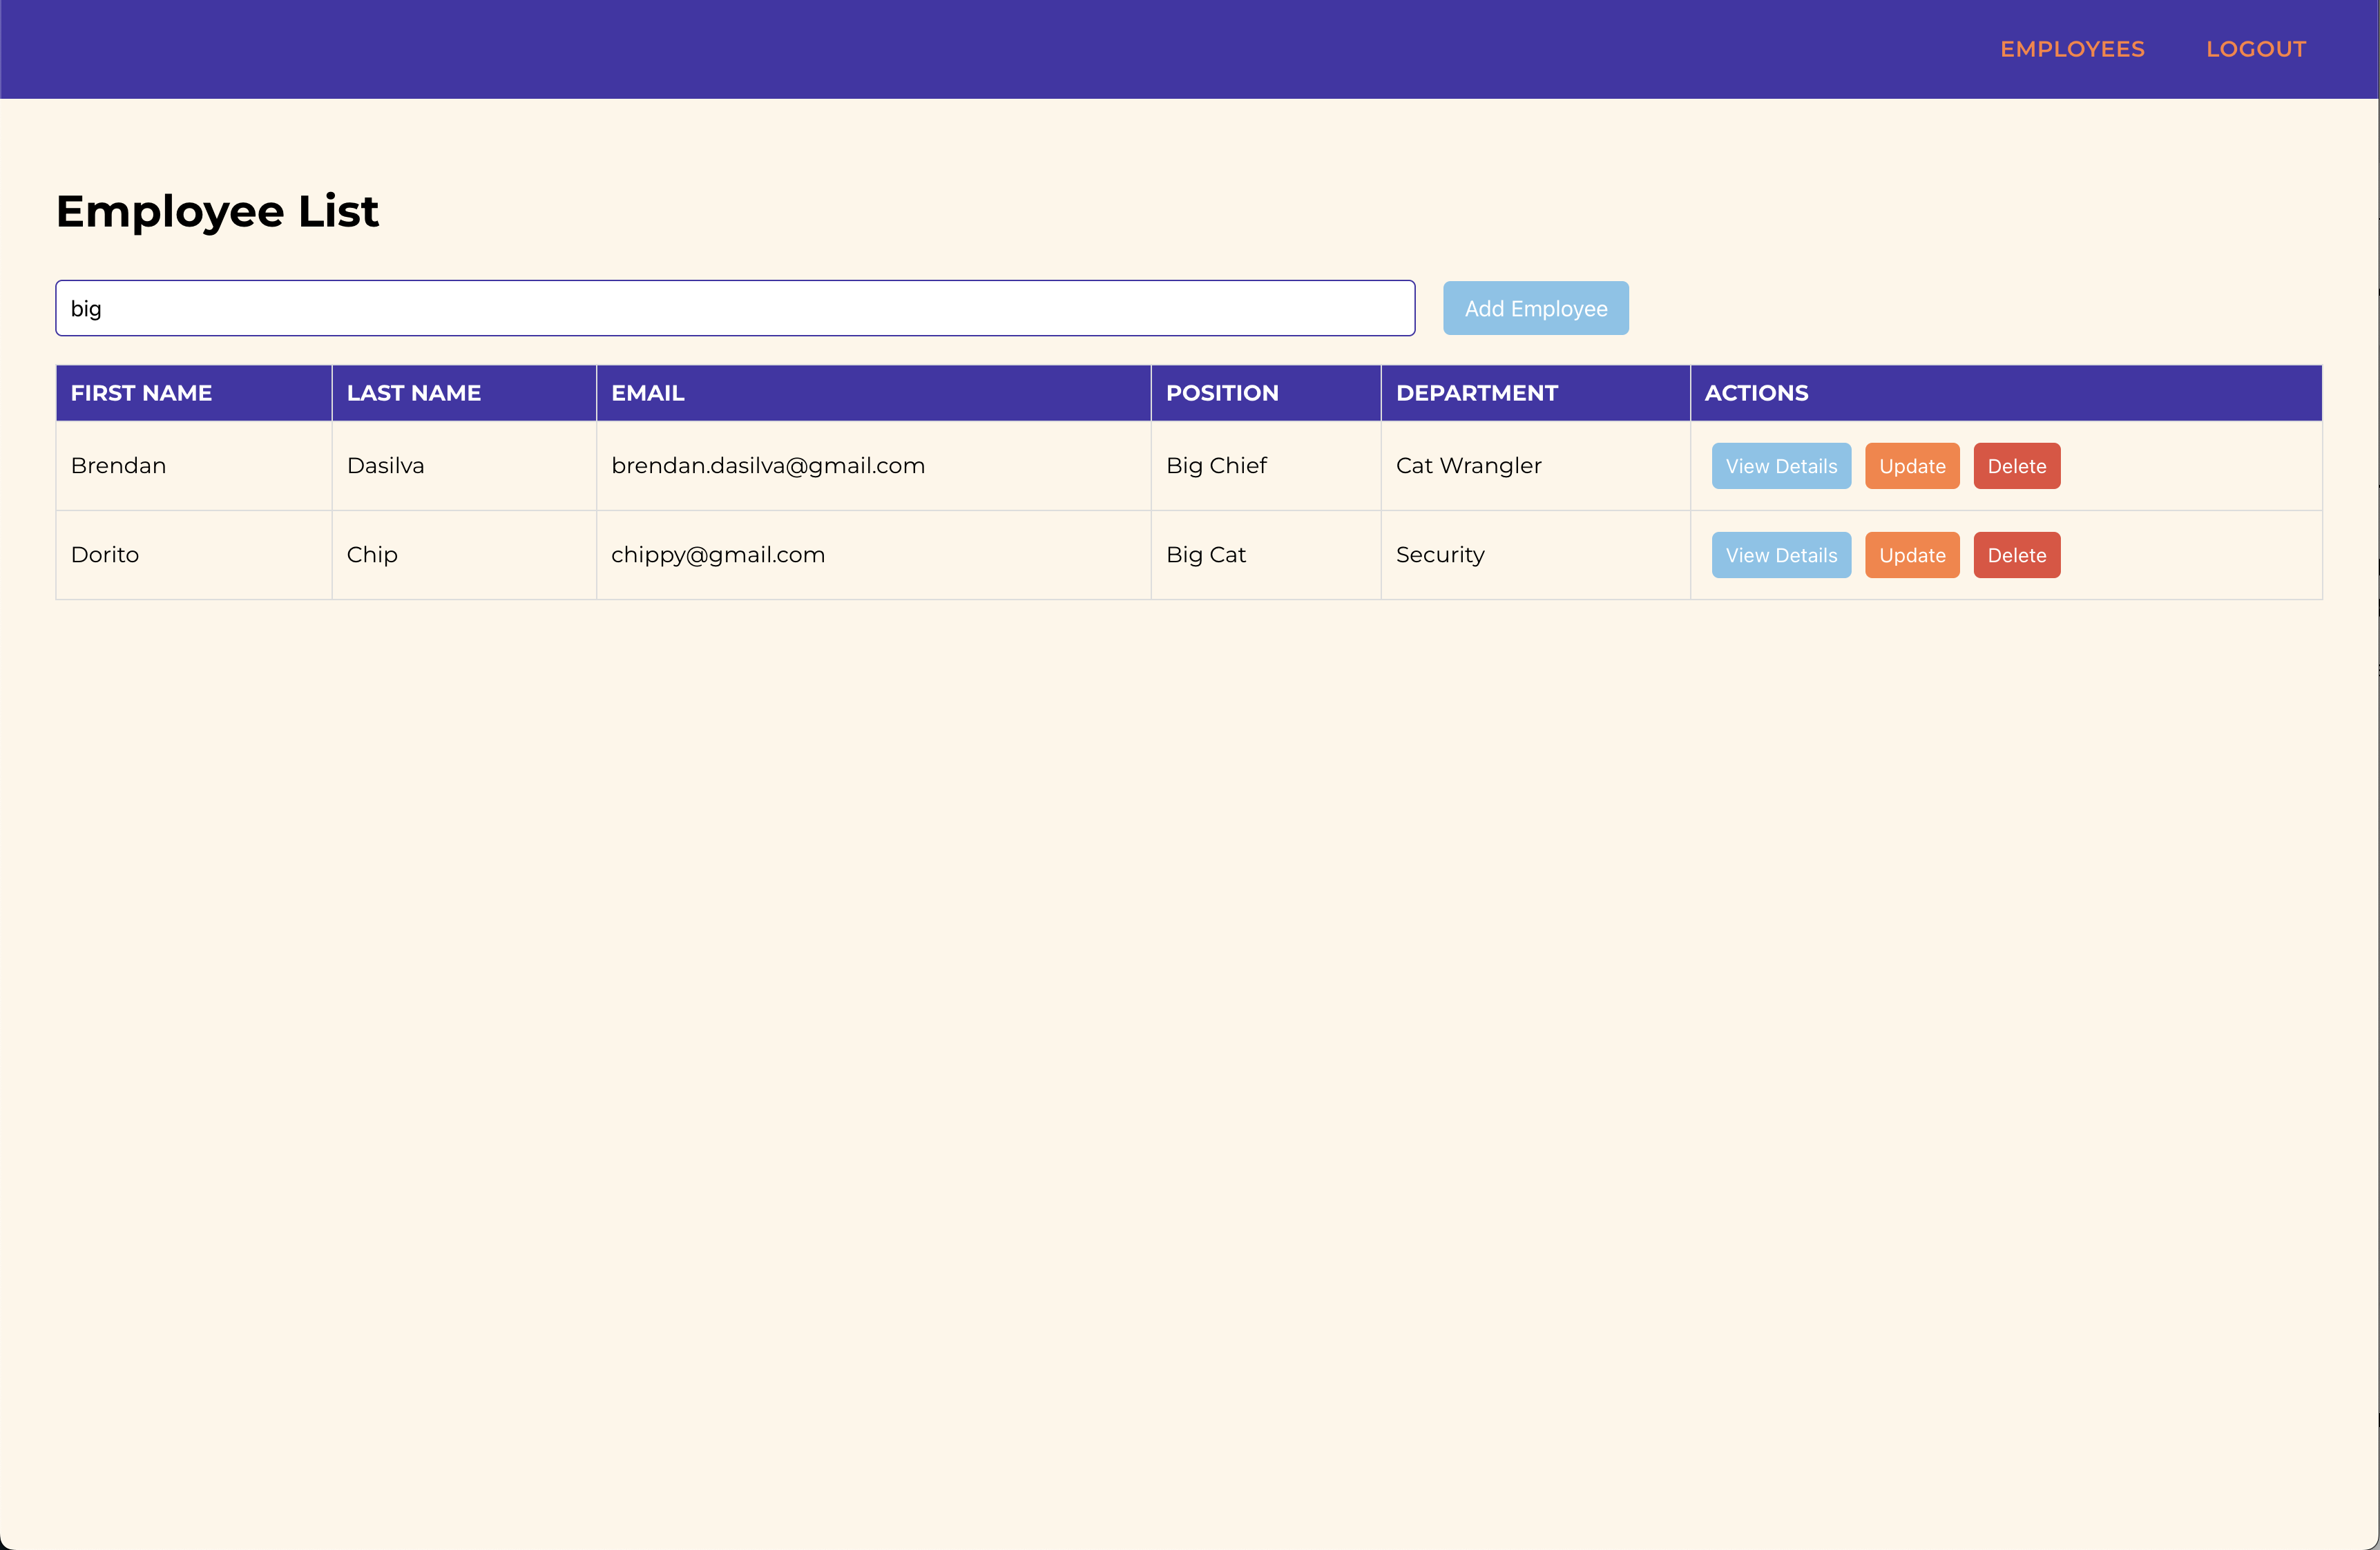 EMPLOYEES LOGOUT
Employee List
big Add Employee
FIRST NAME LAST NAME EMAIL POSITION DEPARTMENT ACTIONS
Brendan Dasilva brendan.dasilva@gmail.com Big Chief Cat Wrangler View Details Update Delete
Dorito Chip chippy@gmail.com Big Cat Security View Details Update Delete